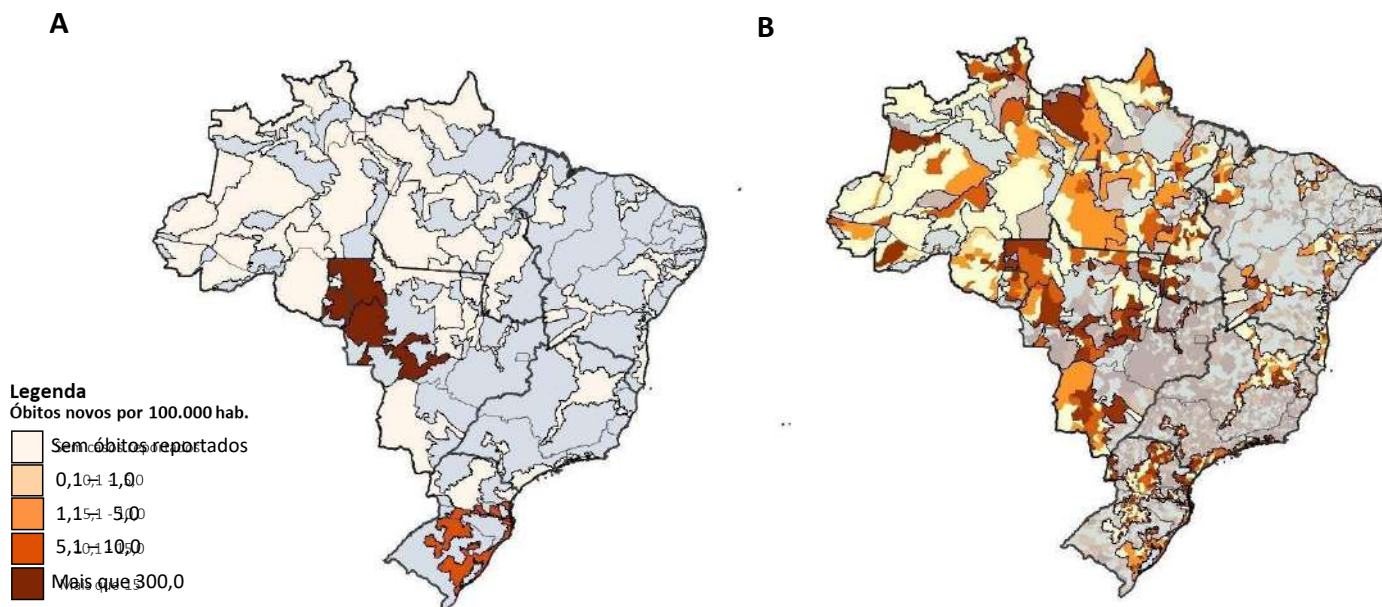 A
B
Legenda
Óbitos novos por 100.000 hab.
Sem óbitos reportados
0,1 – 1,0
1,1 – 5,0
5,1 – 10,0
Mais que 300,0